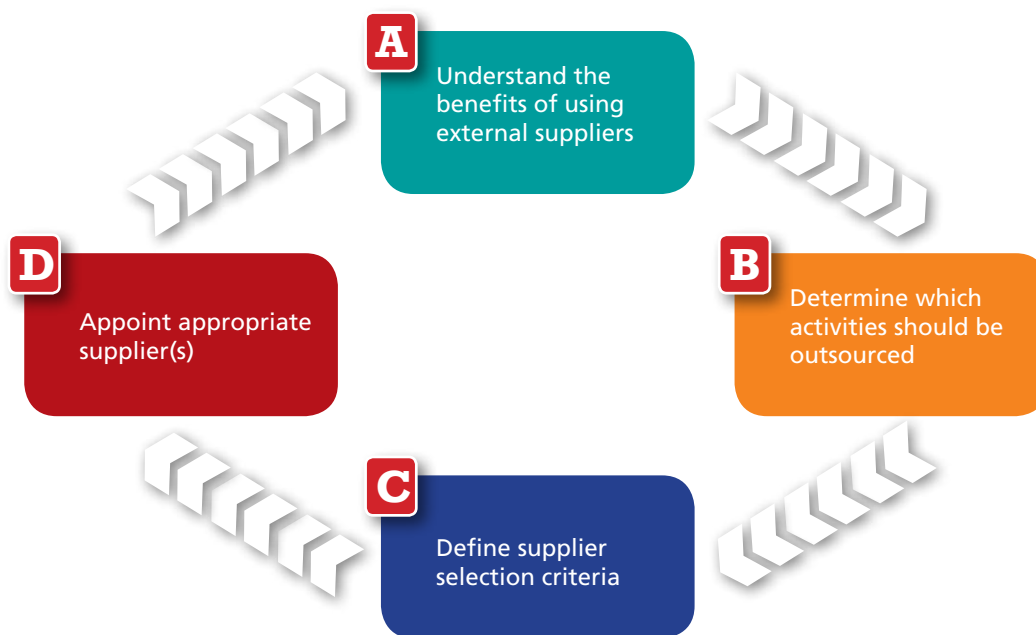 A
Understand the
benefits of using
external suppliers
B
Determine which
activities should be
outsourced
C
Define supplier
selection criteria
D
Appoint appropriate
supplier(s)